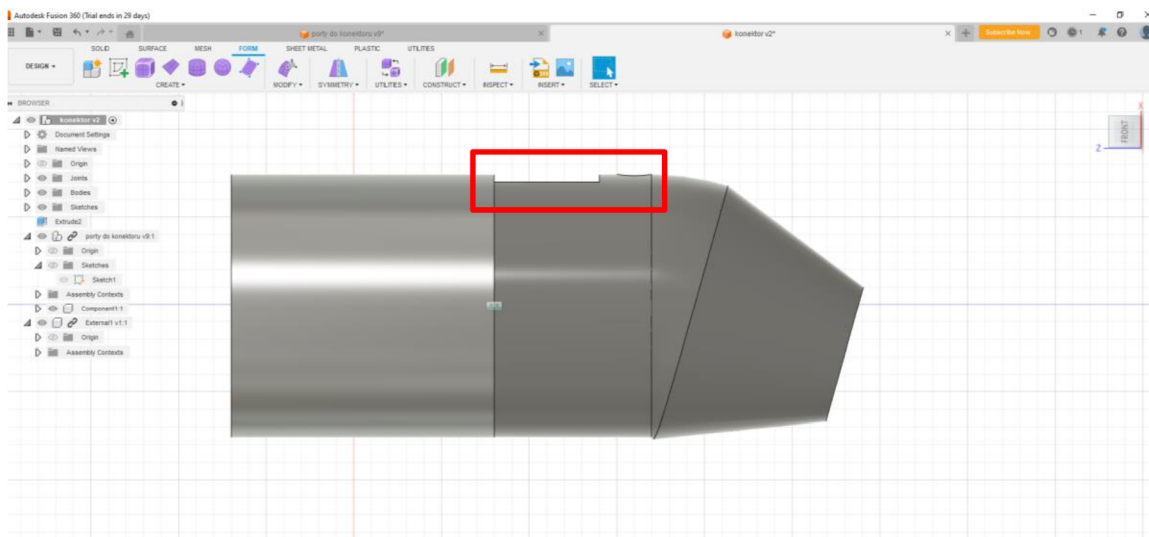 Autodesk Fusion 360 (Trial ends in 29 days)
porty do konektoru v9*
konektor v2*
Subscribe Now
1
SOLID SURFACE MESH FORM SHEET METAL PLASTIC UTILITIES
DESIGN
CREATE MODIFY SYMMETRY UTILITIES CONSTRUCT INSPECT INSERT SELECT
BROWSER
konektor v2
Document Settings
Named Views
Origin
Joints
Bodies
Sketches
Extrude2
porty do konektoru v9:1
Origin
Sketches
Sketch1
Assembly Contexts
Component1:1
External1 v1:1
Origin
Assembly Contexts
X
FRONT
Z